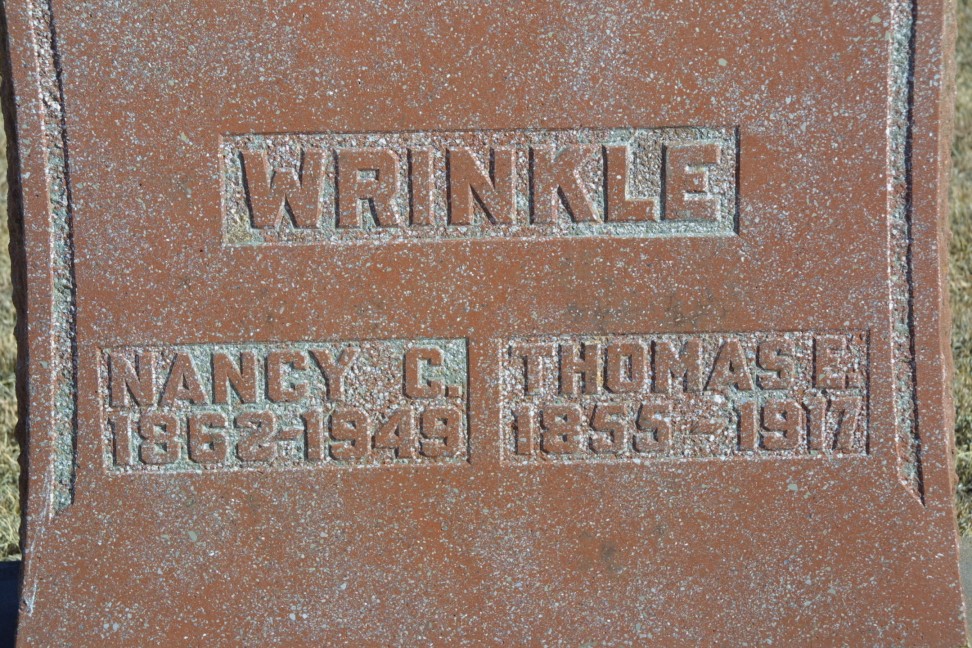 WRINKLE
NANCY C.
1862-1949
THOMAS E.
1855-1917